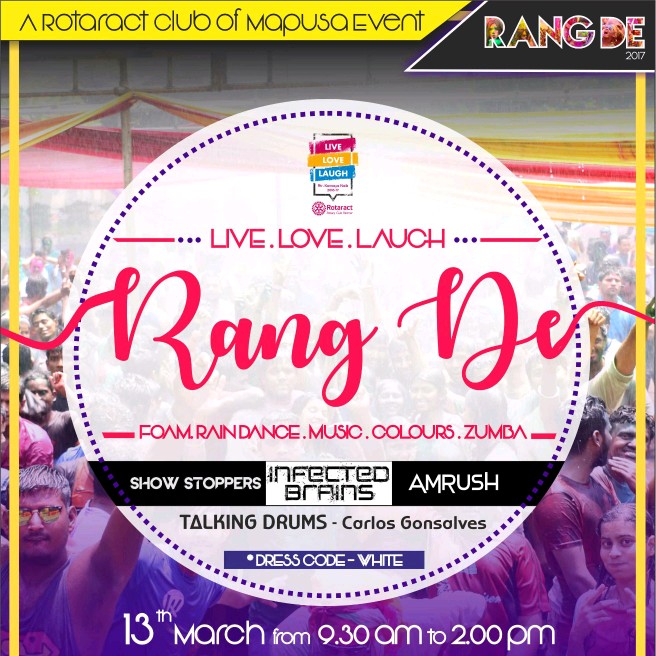 A Rotaract club of Mapusa Event
RANG DE
2017
LIVE
LOVE
LAUGH
Rotaract
LIVE . LOVE . LAUGH
Rang De
FOAM. RAIN DANCE . MUSIC . COLOURS . ZUMBA
SHOW STOPPERS INFECTED BRAINS AMRUSH
TALKING DRUMS - Carlos Gonsalves
*DRESS CODE - WHITE
13th March from 9.30 am to 2.00 pm